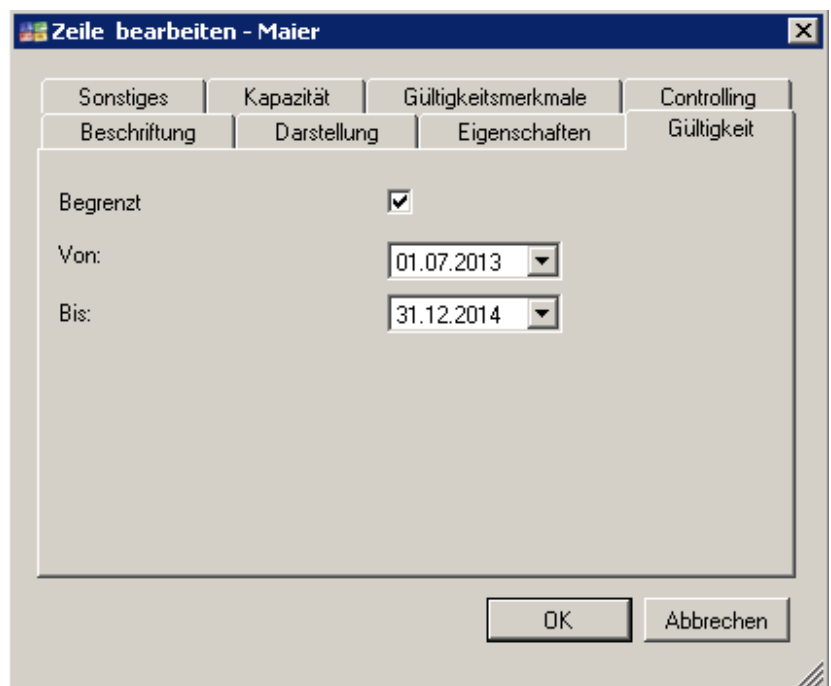 Zeile bearbeiten - Maier
Sonstiges Kapazität Gültigkeitsmerkmale Controlling
Beschriftung Darstellung Eigenschaften Gültigkeit
Begrenzt
Von: 01.07.2013
Bis: 31.12.2014
OK Abbrechen